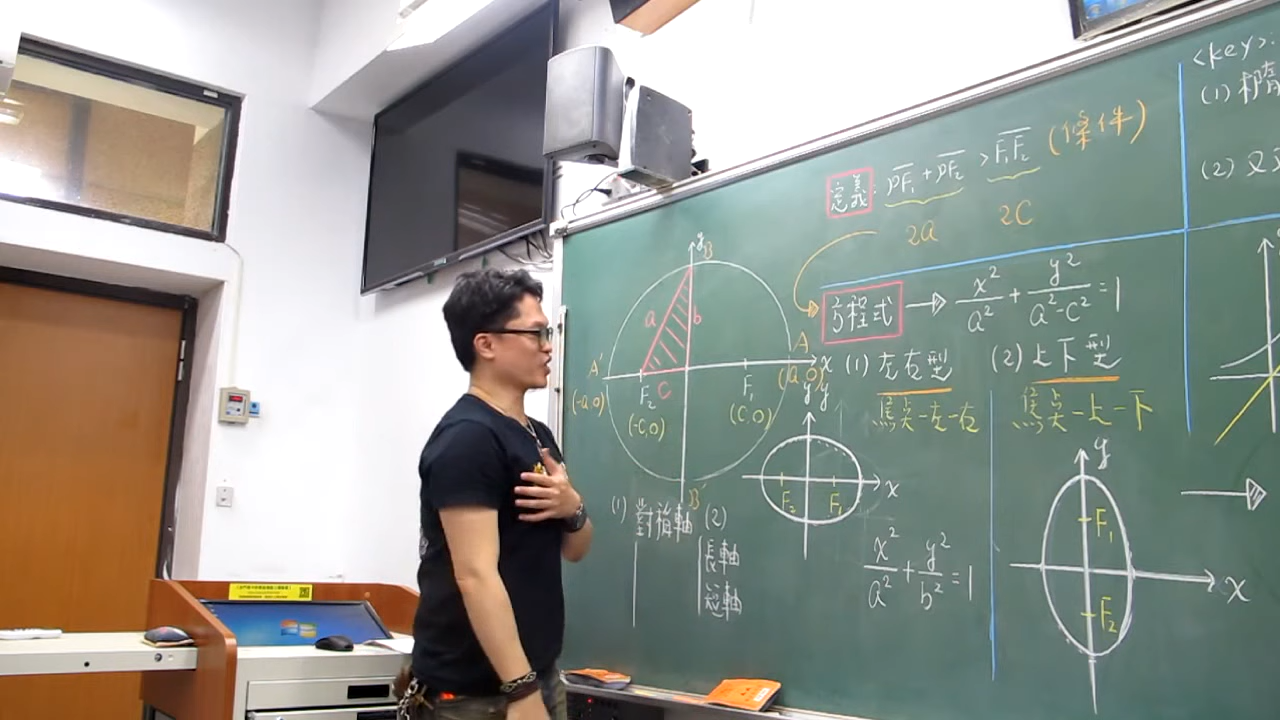 <key>:
(1) 橢
(2) 又
定義: PF₁ + PF₂ > F₁F₂ (條件)
2a 2c
方程式 → x²/a² + y²/a²-c² = 1
(1) 左右型 (2) 上下型
焦点-左-右 焦点-上-下
y B
a b
A' A x
F₂ C F₁ (a,0)
(-a,0) (-c,0) (c,0)
B'
y
F₂ F₁ x
(1) 對稱軸 (2)
長軸
短軸
x²/a² + y²/b² = 1
y
F₁
x
F₂